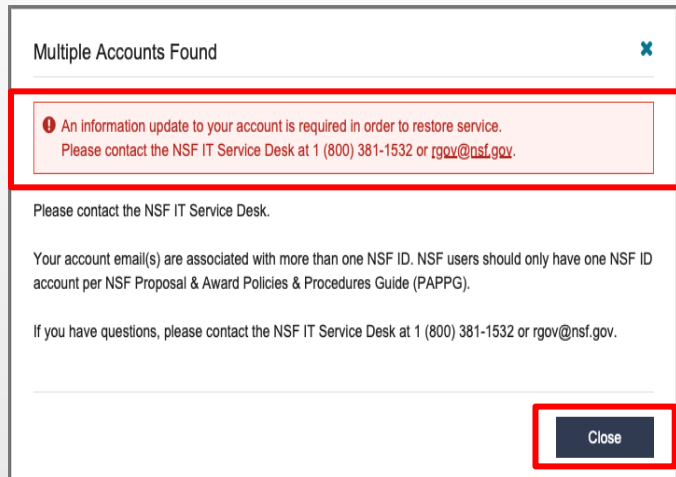 Multiple Accounts Found
An information update to your account is required in order to restore service.
Please contact the NSF IT Service Desk at 1 (800) 381-1532 or rgov@nsf.gov.
Please contact the NSF IT Service Desk.
Your account email(s) are associated with more than one NSF ID. NSF users should only have one NSF ID
account per NSF Proposal & Award Policies & Procedures Guide (PAPPG).
If you have questions, please contact the NSF IT Service Desk at 1 (800) 381-1532 or rgov@nsf.gov.
Close